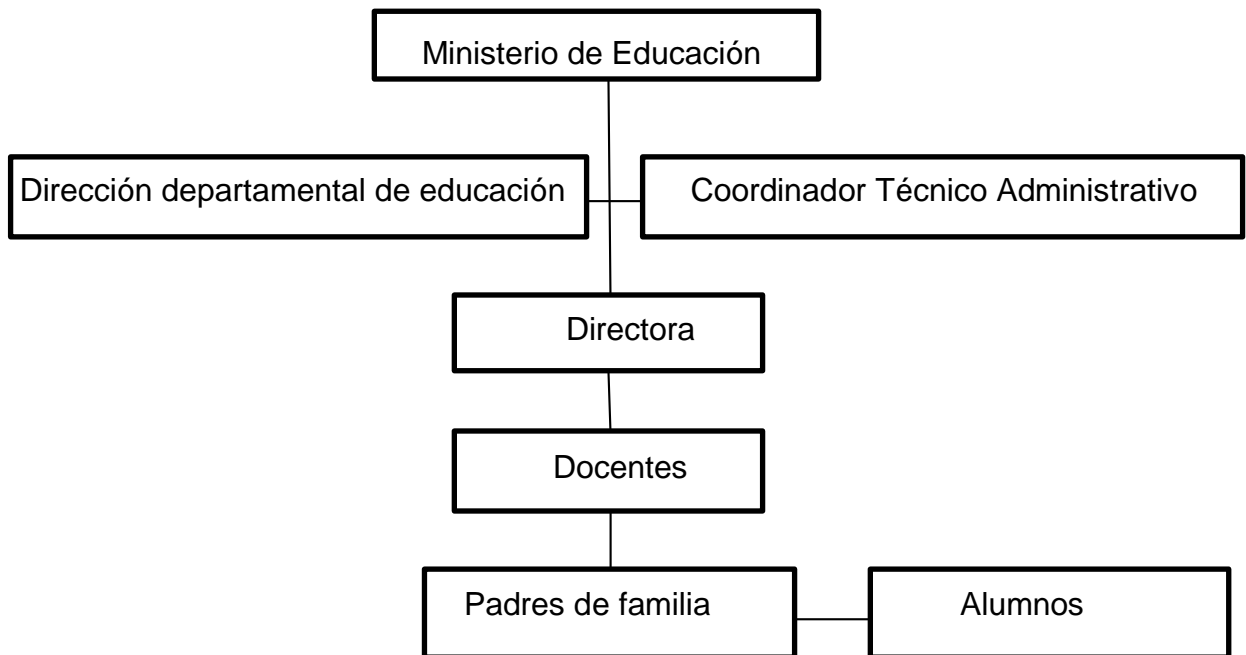 Ministerio de Educación
Dirección departamental de educación
Coordinador Técnico Administrativo
Directora
Docentes
Padres de familia
Alumnos